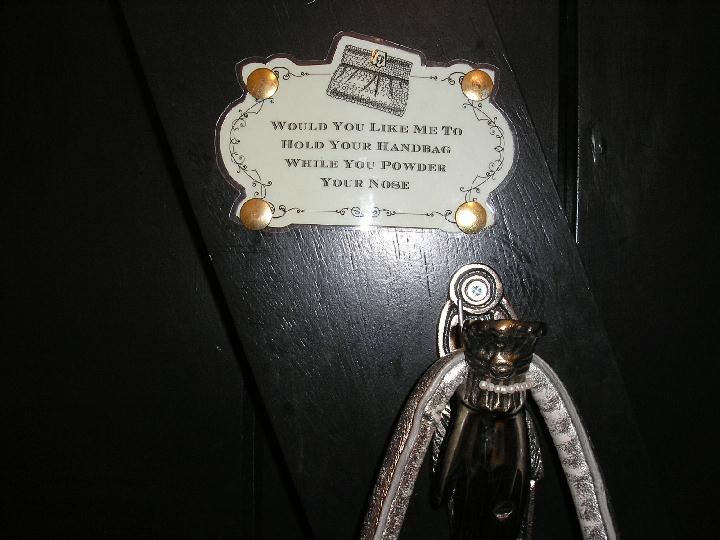 Would You Like Me To
Hold Your Handbag
While You Powder
Your Nose